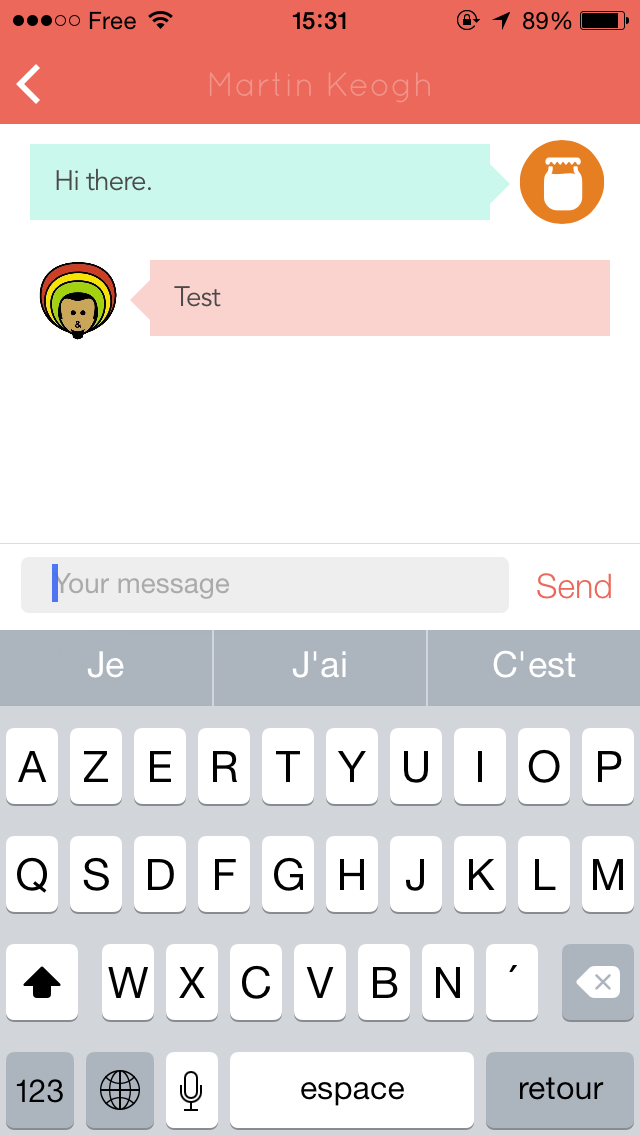 Free 15:31 89%
Martin Keogh
Hi there.
&
Test
Your message
Send
Je J'ai C'est
A Z E R T Y U I O P
Q S D F G H J K L M
W X C V B N ´
123 espace retour